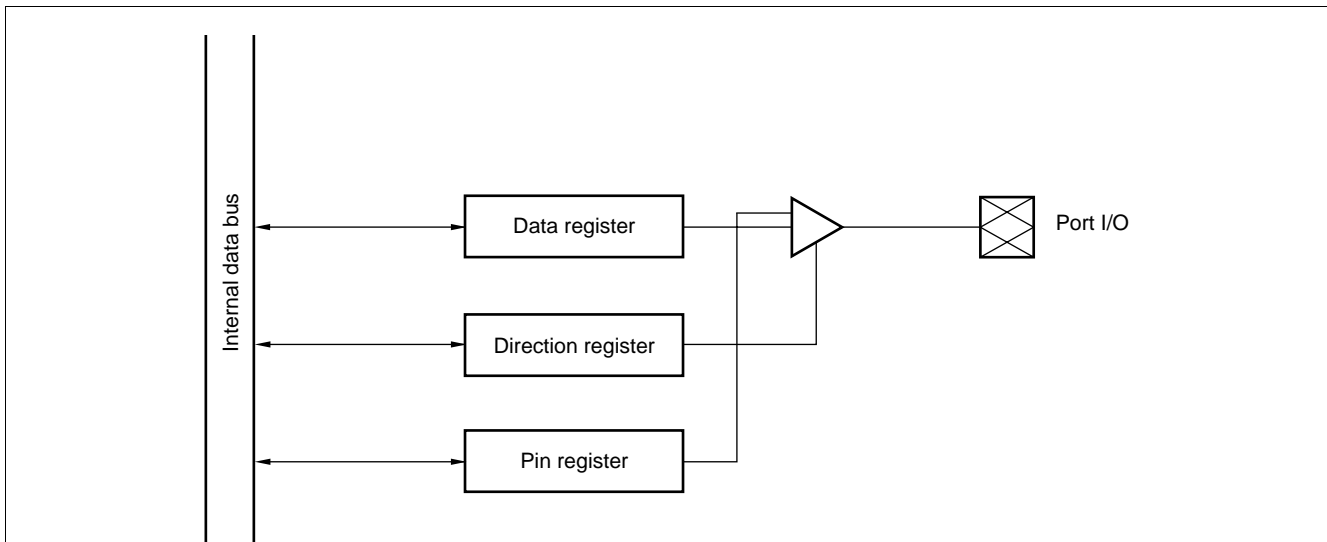 Internal data bus
Data register
Port I/O
Direction register
Pin register